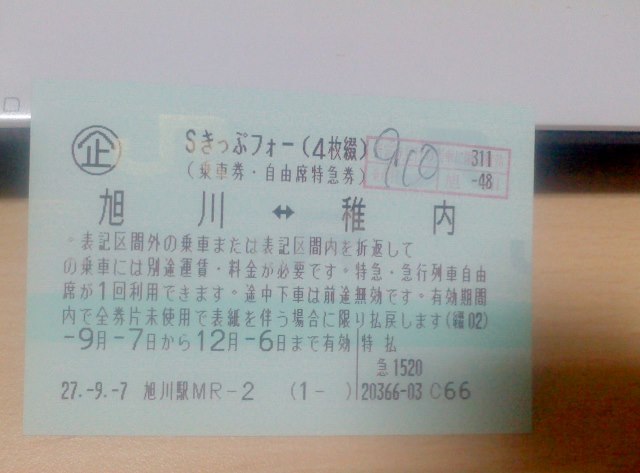 企 Sきっぷフォー(4枚綴)
311
(乗車券・自由席特急券)
-48
旭川↔稚内
・表記区間外の乗車または表記区間内を折返して
の乗車には別途運賃・料金が必要です。特急・急行列車自由
席が1回利用できます。途中下車は前途無効です。有効期間
内で全券片未使用で表紙を伴う場合に限り払戻します(綴02)
-9月-7日から12月-6日まで有効 特払
急1520
27.-9.-7 旭川駅MR-2 (1- ) 20366-03 C66